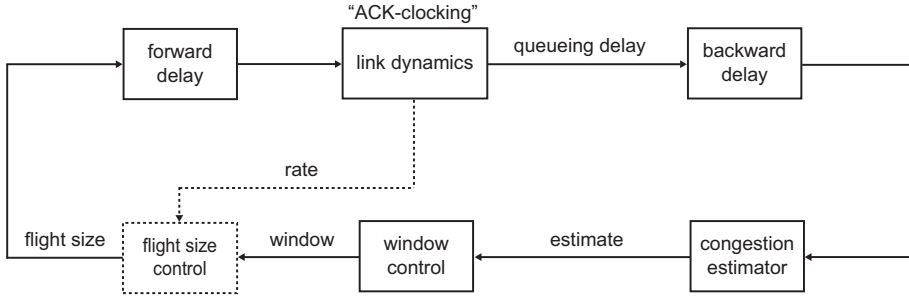 “ACK-clocking”
forward
delay
link dynamics
queueing delay
backward
delay
rate
flight size
flight size
control
window
window
control
estimate
congestion
estimator